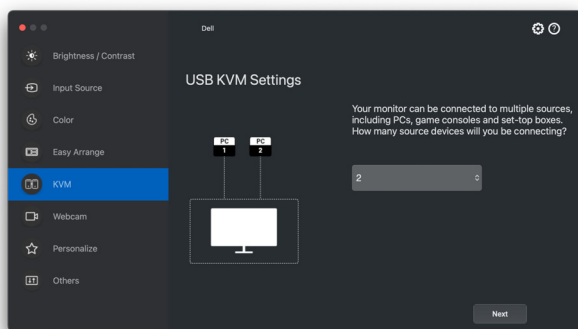 Dell
Brightness / Contrast
Input Source
Color
Easy Arrange
KVM
Webcam
Personalize
Others
USB KVM Settings
PC 1
PC 2
Your monitor can be connected to multiple sources,
including PCs, game consoles and set-top boxes.
How many source devices will you be connecting?
2
Next